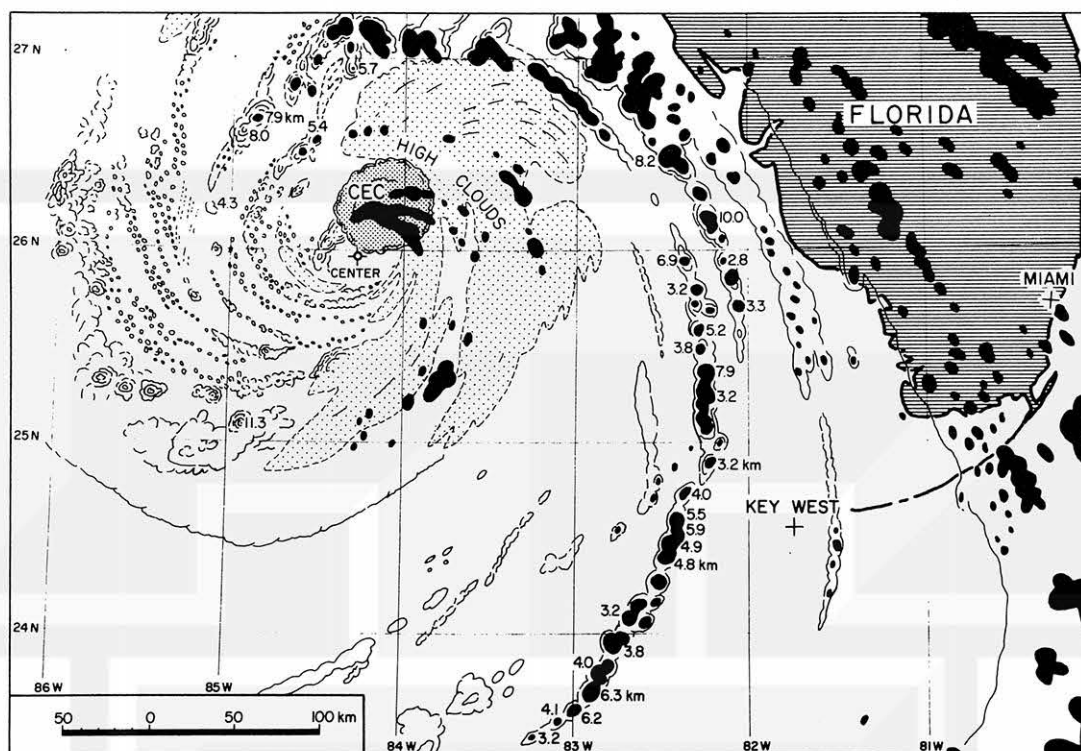 27 N
5.7
7.9 km
8.0
5.4
FLORIDA
HIGH
CLOUDS
8.2
4.3
CEC
10.0
26 N
CENTER
6.9
2.8
MIAMI
3.2
3.3
5.2
3.8
7.9
3.2
11.3
25 N
3.2 km
4.0
KEY WEST
5.5
5.9
4.9
4.8 km
3.2
24 N
3.8
4.0
86 W
85 W
6.3 km
50 0 50 100 km
4.1
6.2
3.2
84 W
83 W
82 W
81 W